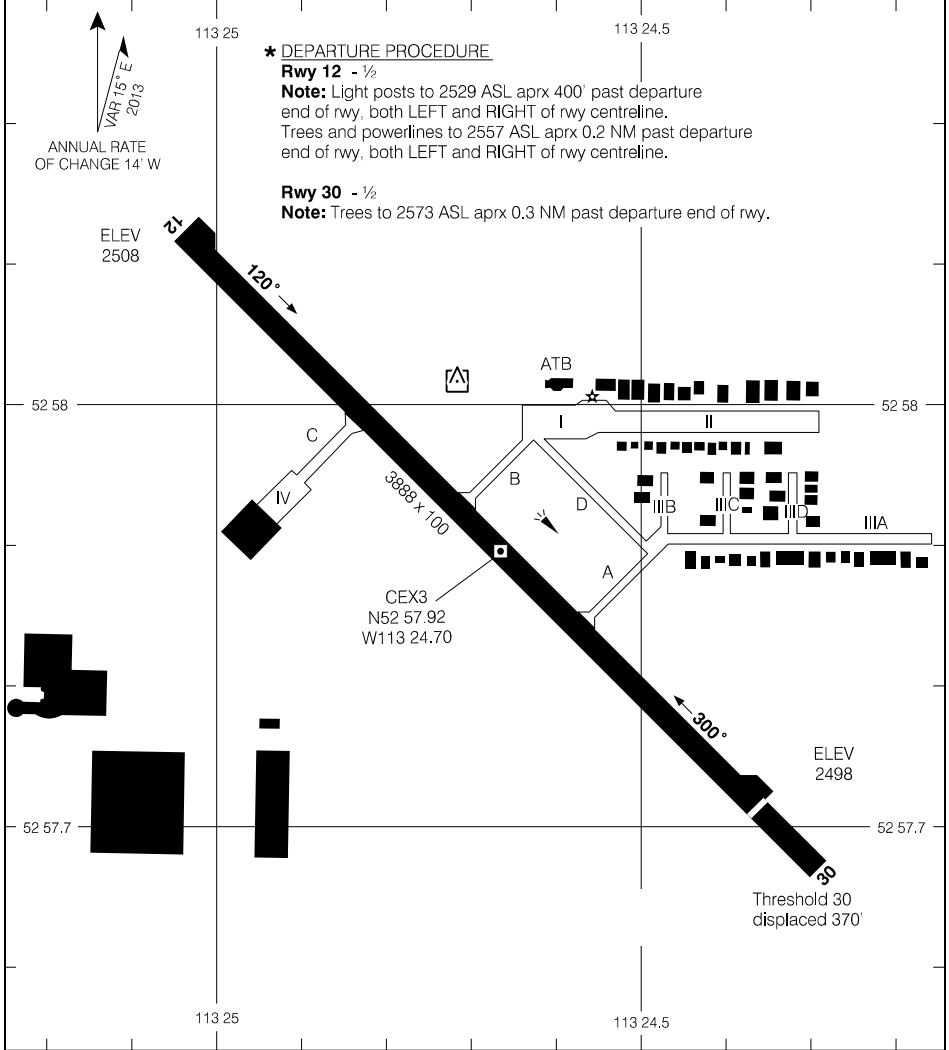 113 25
113 24.5
* DEPARTURE PROCEDURE
Rwy 12 - ½
Note: Light posts to 2529 ASL aprx 400' past departure
end of rwy, both LEFT and RIGHT of rwy centreline.
Trees and powerlines to 2557 ASL aprx 0.2 NM past departure
end of rwy, both LEFT and RIGHT of rwy centreline.
Rwy 30 - ½
Note: Trees to 2573 ASL aprx 0.3 NM past departure end of rwy.
VAR 15° E
2013
ANNUAL RATE
OF CHANGE 14' W
12
ELEV
2508
120°
ATB
52 58
52 58
I
II
C
B
D
IV
3888 x 100
IIIB
IIIC
IIID
IIIA
A
CEX3
N52 57.92
W113 24.70
300°
ELEV
2498
52 57.7
52 57.7
30
Threshold 30
displaced 370'
113 25
113 24.5